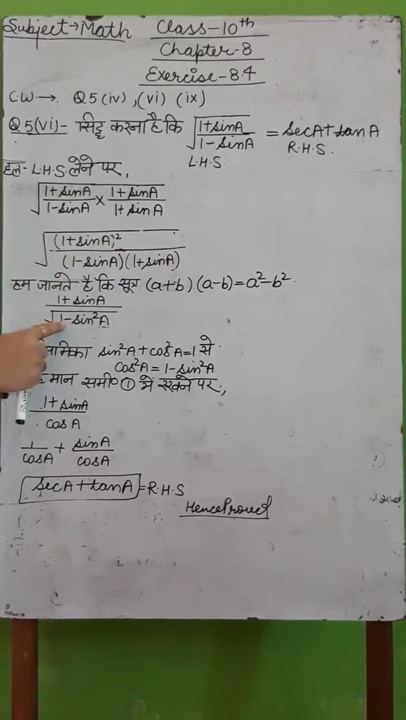 Subject→Math Class-10th
Chapter-8
Exercise-8.4
C.W→. Q5(iv),(vi) (ix)
Q5(vi)- सिद्ध करना है कि √(1+sinA)/(1-sinA) = secA+tanA
L.H.S. R.H.S.
हल- L.H.S. लेने पर,
√(1+sinA)/(1-sinA) × (1+sinA)/(1+sinA)
√(1+sinA)²/(1-sinA)(1+sinA)
हम जानते है कि सूत्र (a+b)(a-b)=a²-b²
(1+sinA)/√(1-sin²A)
sin²A+cos²A=1 से
cos²A=1-sin²A
मान समी० ① मे रखने पर,
(1+sinA)/cosA
1/cosA + sinA/cosA
secA+tanA=R.H.S
Hence Proved